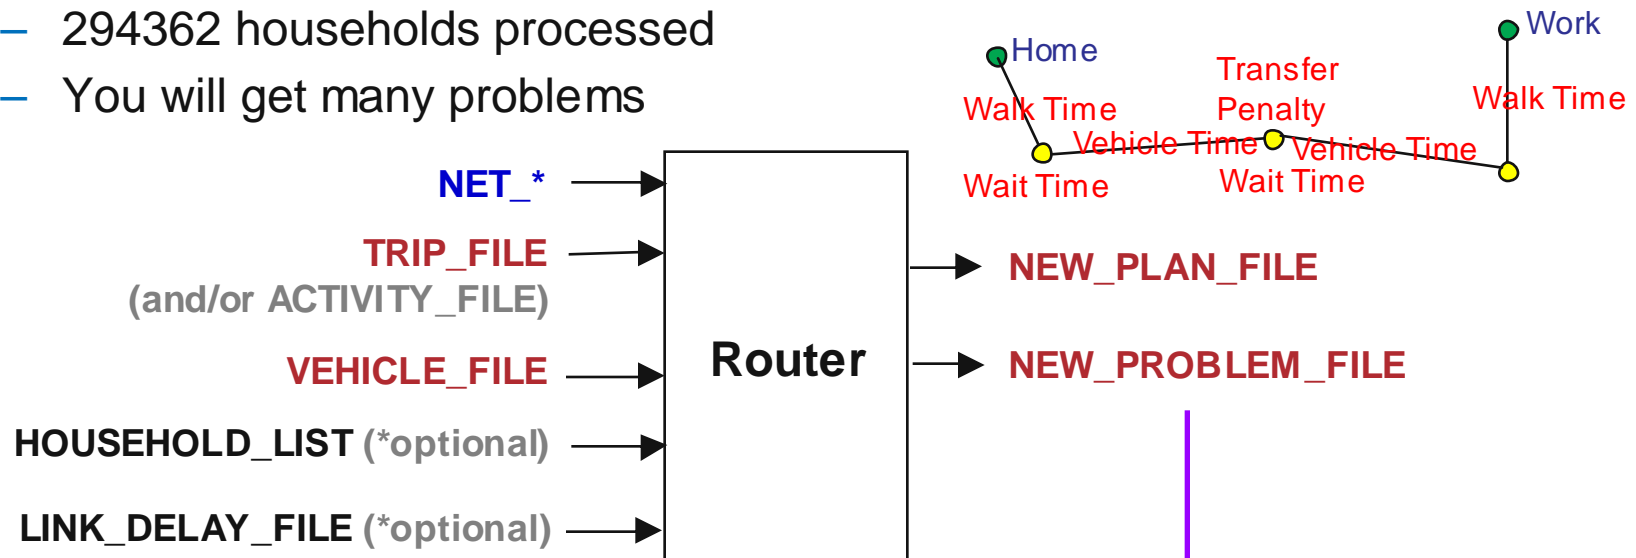 – 294362 households processed
– You will get many problems
Home
Work
Transfer
Penalty
Walk Time
Walk Time
Vehicle Time
Vehicle Time
Wait Time
Wait Time
NET_*
TRIP_FILE
(and/or ACTIVITY_FILE)
VEHICLE_FILE
HOUSEHOLD_LIST (*optional)
LINK_DELAY_FILE (*optional)
Router
NEW_PLAN_FILE
NEW_PROBLEM_FILE